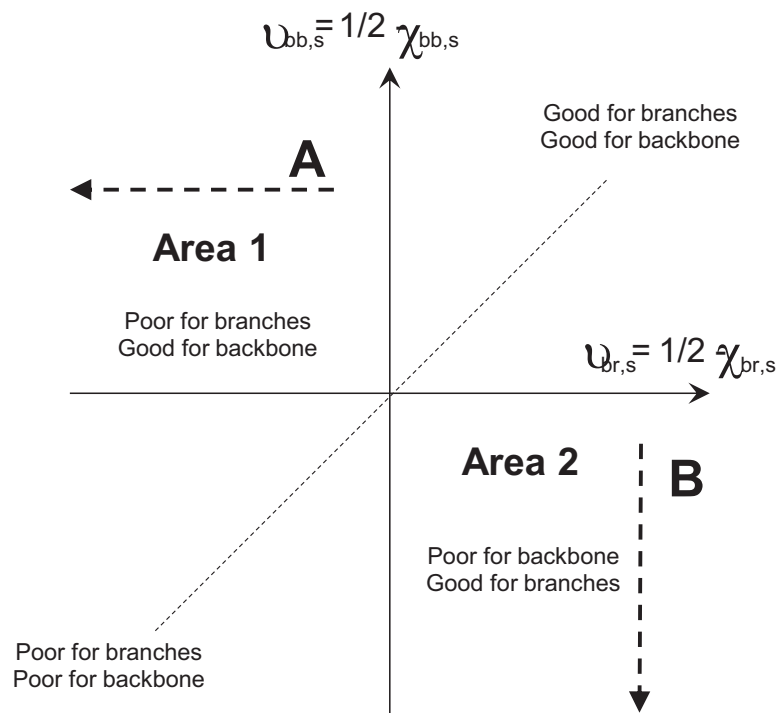 υbb,s = 1/2 - χbb,s
Good for branches
Good for backbone
A
Area 1
Poor for branches
Good for backbone
υbr,s = 1/2 - χbr,s
Area 2
B
Poor for backbone
Good for branches
Poor for branches
Poor for backbone